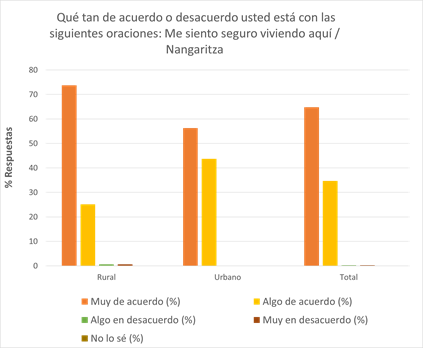 Qué tan de acuerdo o desacuerdo usted está con las
siguientes oraciones: Me siento seguro viviendo aquí /
Nangaritza
% Respuestas
80
70
60
50
40
30
20
10
0
Rural Urbano Total
Muy de acuerdo (%) Algo de acuerdo (%)
Algo en desacuerdo (%) Muy en desacuerdo (%)
No lo sé (%)